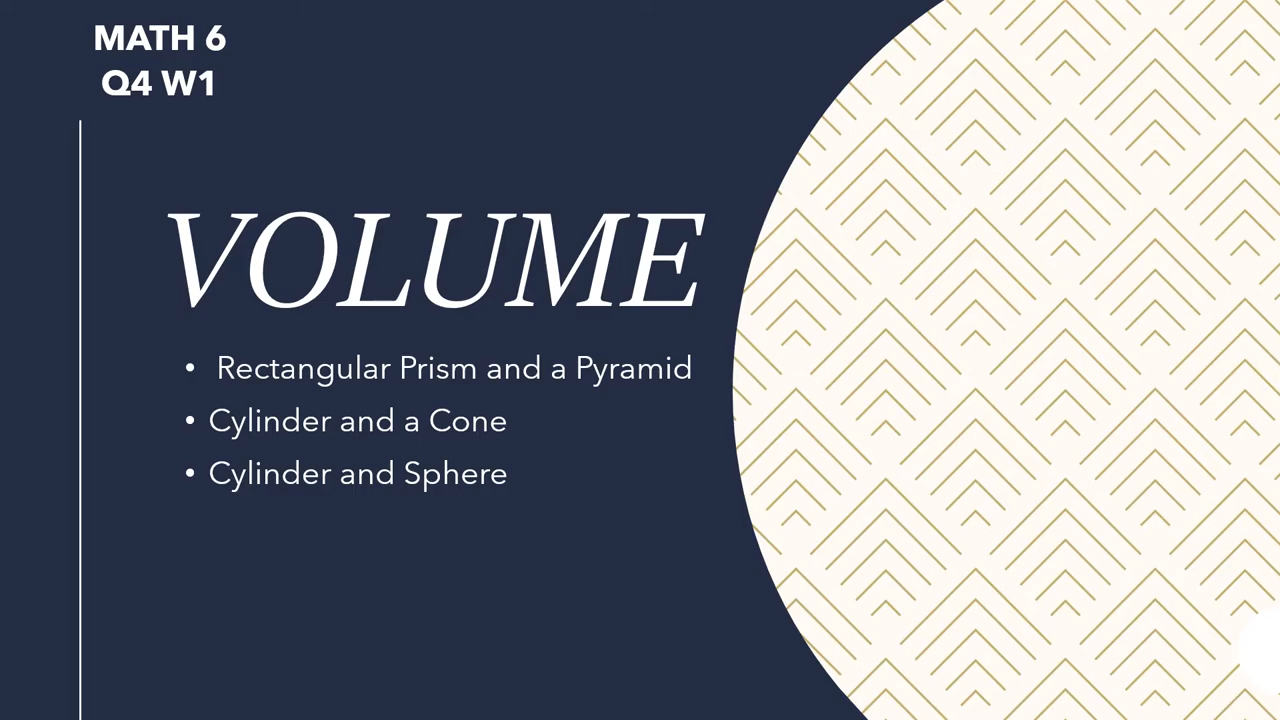 MATH 6
Q4 W1
VOLUME
• Rectangular Prism and a Pyramid
• Cylinder and a Cone
• Cylinder and Sphere